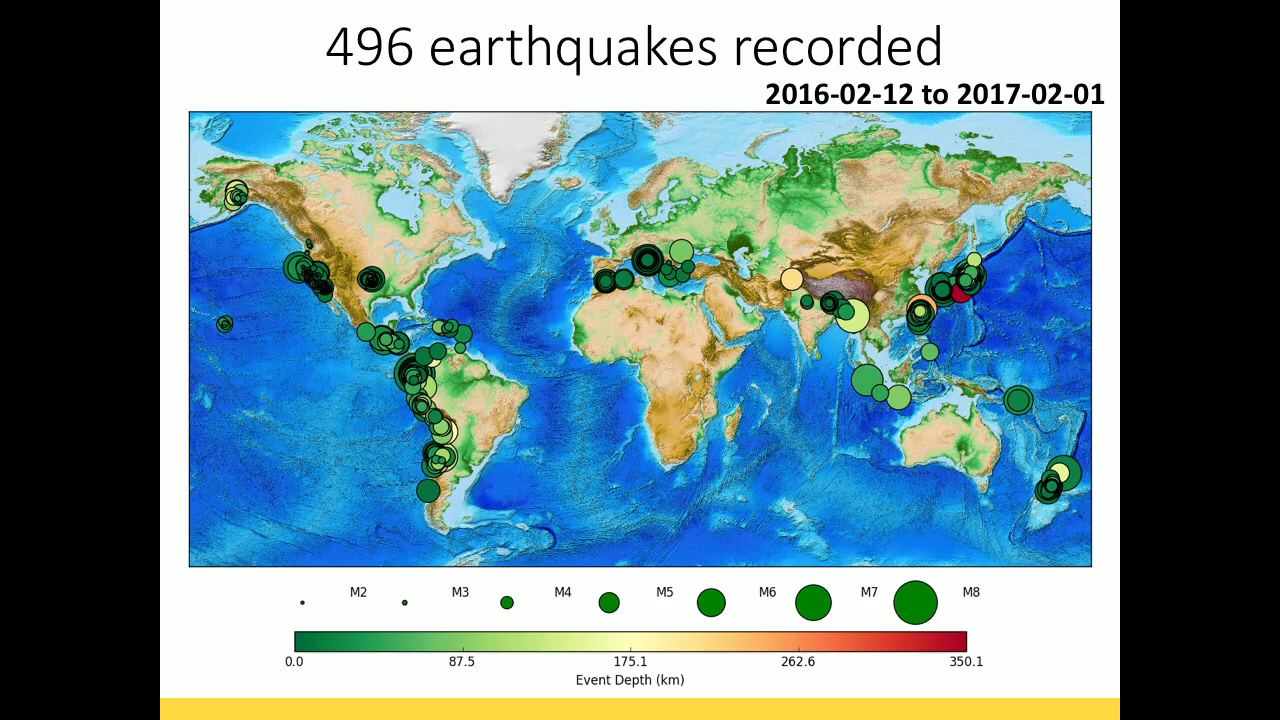 496 earthquakes recorded
2016-02-12 to 2017-02-01
M2 M3 M4 M5 M6 M7 M8
0.0 87.5 175.1 262.6 350.1
Event Depth (km)